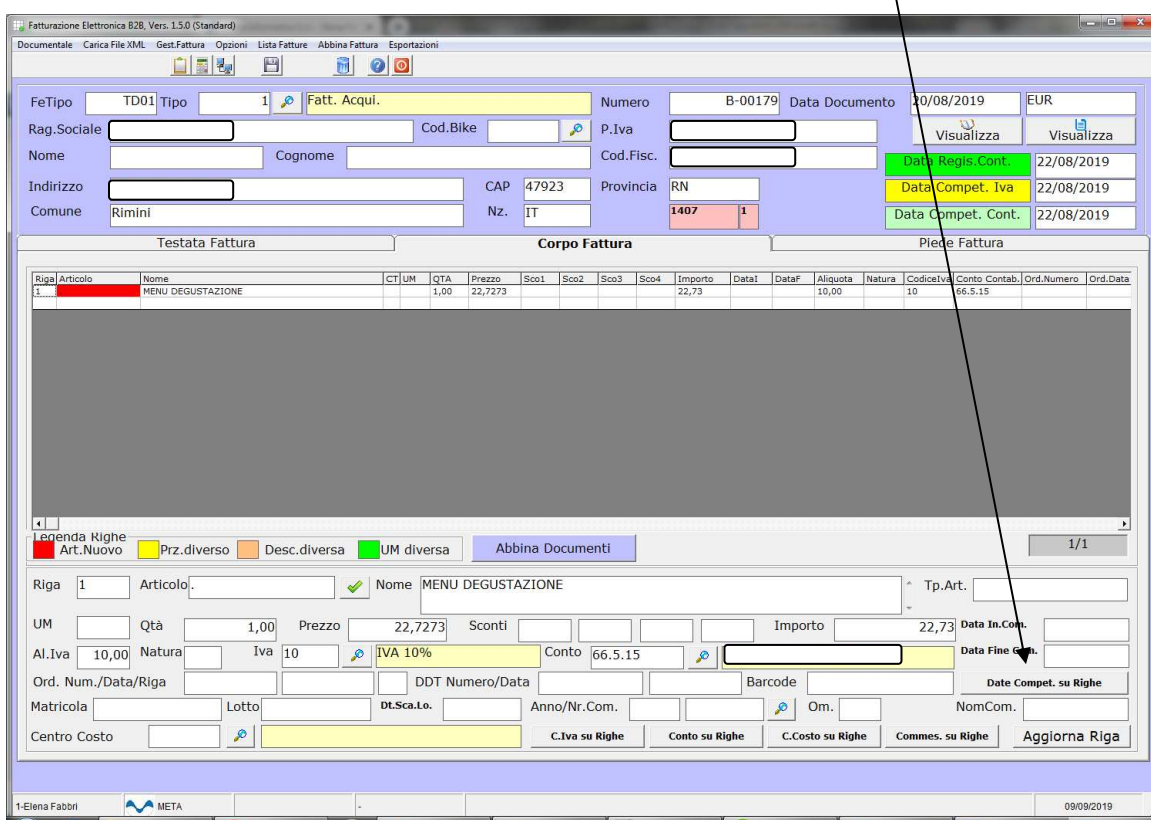 Fatturazione Elettronica B2B, Vers. 1.5.0 (Standard)
Documentale Carica File XML Gest.Fattura Opzioni Lista Fatture Abbina Fattura Esportazioni
FeTipo TD01 Tipo 1 Fatt. Acqui. Numero B-00179 Data Documento 20/08/2019 EUR
Rag.Sociale Cod.Bike P.Iva Visualizza Visualizza
Nome Cognome Cod.Fisc. Data Regis.Cont. 22/08/2019
Indirizzo CAP 47923 Provincia RN Data Compet. Iva 22/08/2019
Comune Rimini Nz. IT 1407 1 Data Compet. Cont. 22/08/2019
Testata Fattura Corpo Fattura Piede Fattura
Riga Articolo Nome CT UM QTA Prezzo Sco1 Sco2 Sco3 Sco4 Importo DataI DataF Aliquota Natura CodiceIva Conto Contab. Ord.Numero Ord.Data
1 MENU DEGUSTAZIONE 1,00 22,7273 22,73 10,00 10 66.5.15
Legenda Righe
Art.Nuovo Prz.diverso Desc.diversa UM diversa Abbina Documenti 1/1
Riga 1 Articolo . Nome MENU DEGUSTAZIONE Tp.Art.
UM Qtà 1,00 Prezzo 22,7273 Sconti Importo 22,73 Data In.Com.
Al.Iva 10,00 Natura Iva 10 IVA 10% Conto 66.5.15 Data Fine Com.
Ord. Num./Data/Riga DDT Numero/Data Barcode Date Compet. su Righe
Matricola Lotto Dt.Sca.Lo. Anno/Nr.Com. Om. NomCom.
Centro Costo C.Iva su Righe Conto su Righe C.Costo su Righe Commes. su Righe Aggiorna Riga
1-Elena Fabbri META - 09/09/2019